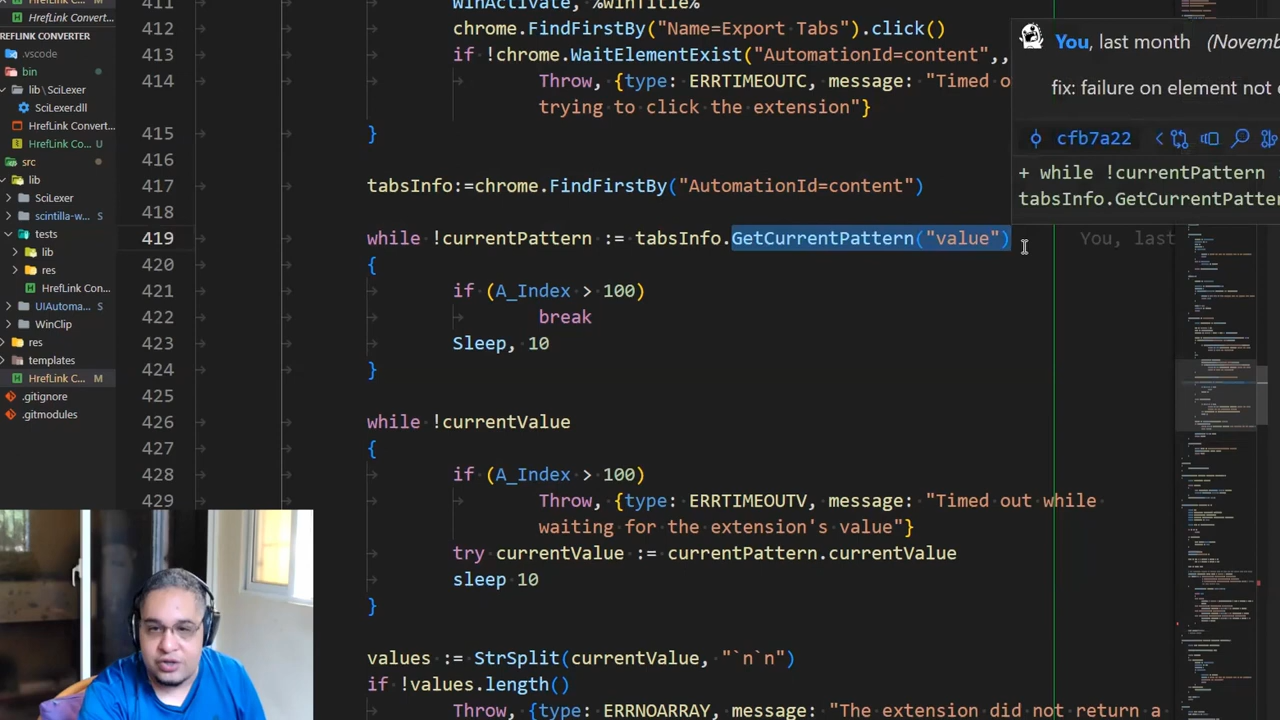 REFLINK CONVERTER
.vscode
bin
lib\SciLexer
SciLexer.dll
HrefLink Convert...
HrefLink Co... U
src
lib
SciLexer
scintilla-w... S
tests
lib
res
HrefLink Con...
UIAutoma... S
WinClip
res
templates
HrefLink C... M
.gitignore
.gitmodules
HrefLink Convert...
411 WinActivate, %winTitle%
412 chrome.FindFirstBy("Name=Export Tabs").click()
413 if !chrome.WaitElementExist("AutomationId=content",,
414 Throw, {type: ERRTIMEOUTC, message: "Timed o
trying to click the extension"}
415 }
416
417 tabsInfo:=chrome.FindFirstBy("AutomationId=content")
418
419 while !currentPattern := tabsInfo.GetCurrentPattern("value") You, last
420 {
421 if (A_Index > 100)
422 break
423 Sleep, 10
424 }
425
426 while !currentValue
427 {
428 if (A_Index > 100)
429 Throw, {type: ERRTIMEOUTV, message: "Timed out while
waiting for the extension's value"}
try currentValue := currentPattern.currentValue
sleep 10
}
values := StrSplit(currentValue, "`n`n")
if !values.length()
Throw, {type: ERRNOARRAY, message: "The extension did not return a
You, last month (Novemb
fix: failure on element not
cfb7a22
+ while !currentPattern :
tabsInfo.GetCurrentPatter